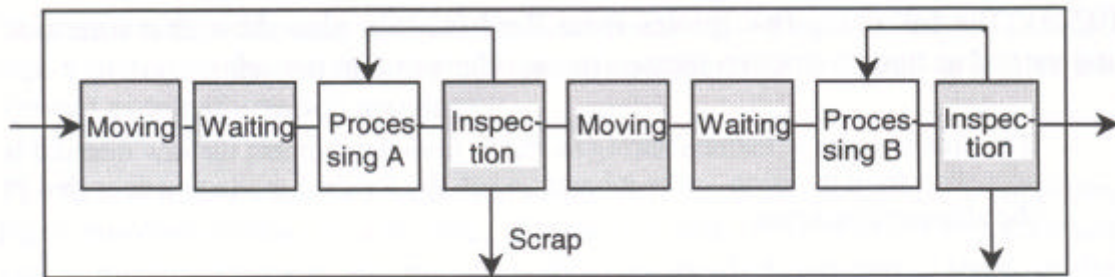 Moving
Waiting
Proces-
sing A
Inspec-
tion
Moving
Waiting
Proces-
sing B
Inspec-
tion
Scrap